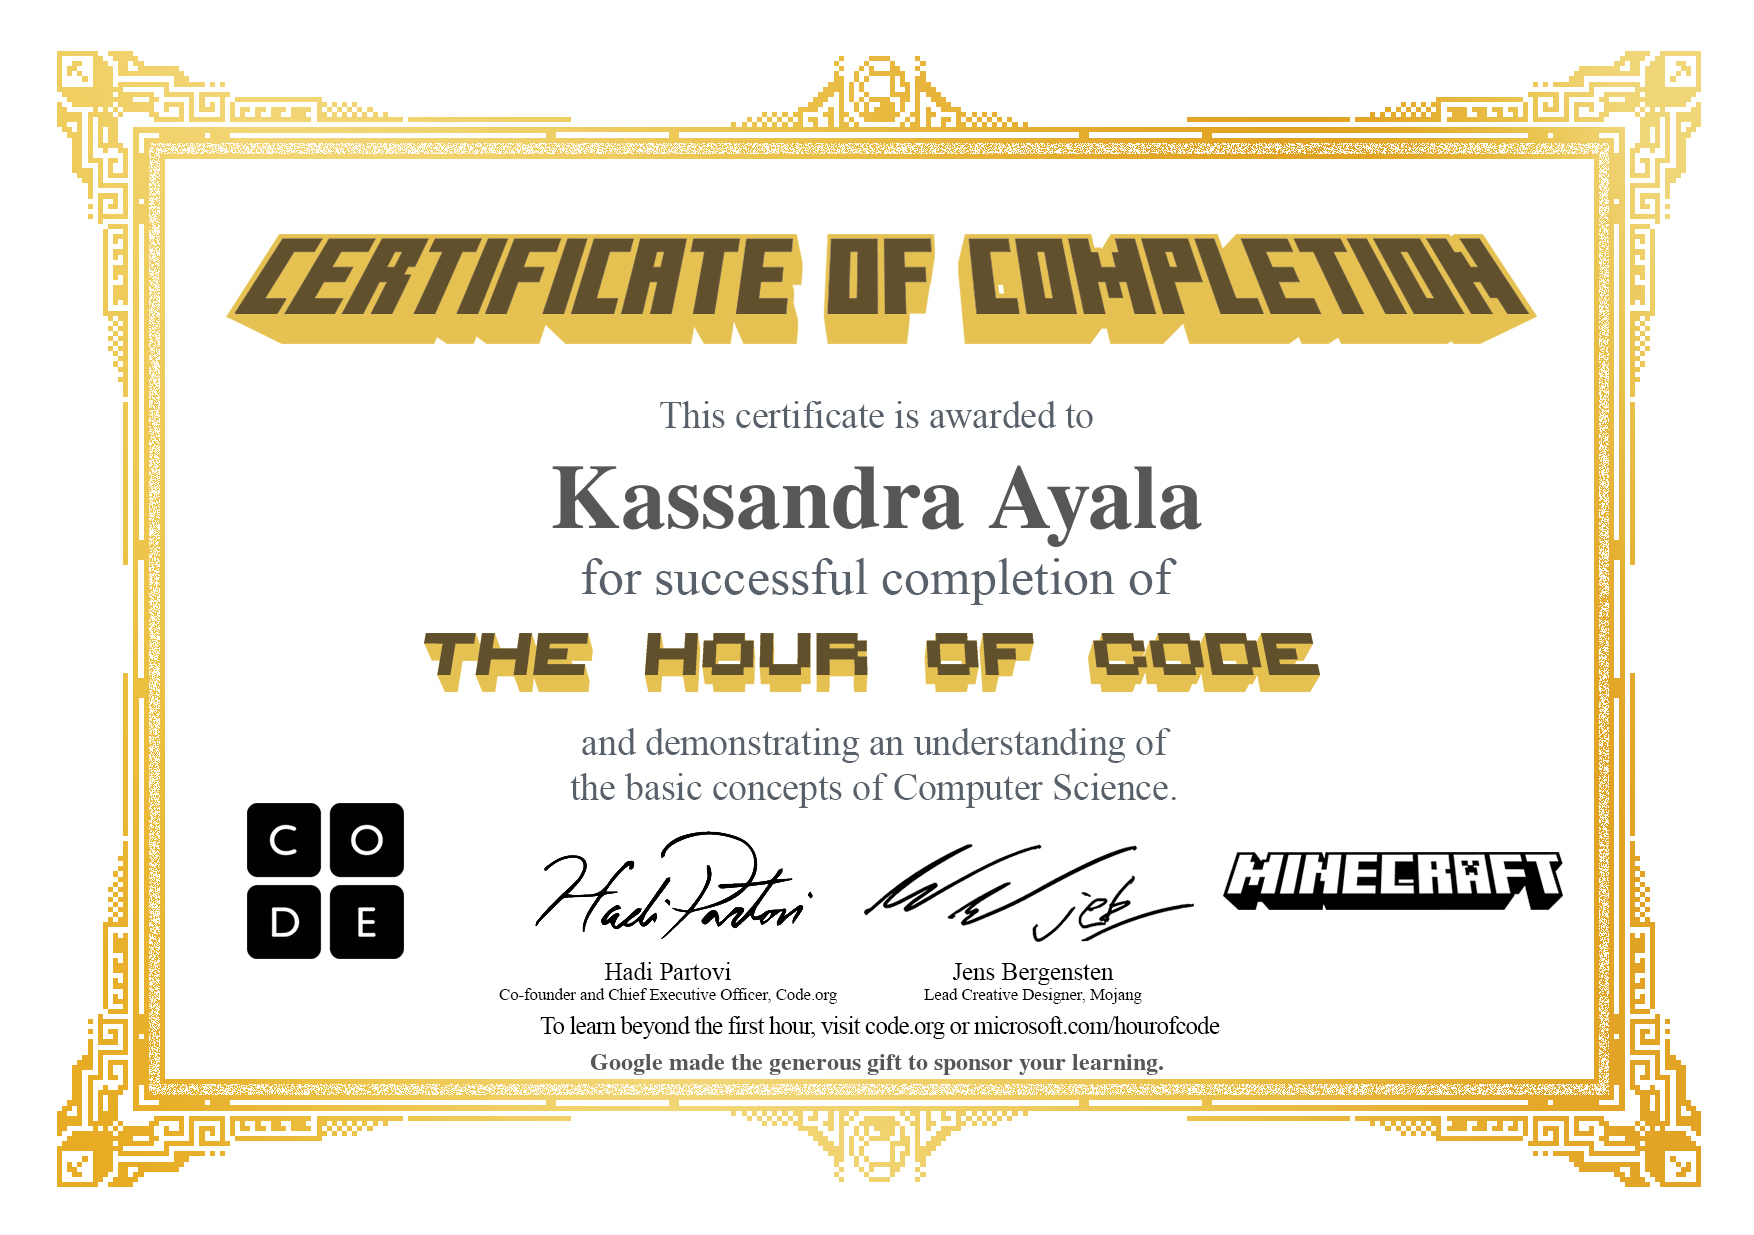 CERTIFICATE OF COMPLETION
This certificate is awarded to
Kassandra Ayala
for successful completion of
THE HOUR OF CODE
and demonstrating an understanding of
the basic concepts of Computer Science.
C O
D E
Hadi Partovi
jeb
MINECRAFT
Hadi Partovi
Co-founder and Chief Executive Officer, Code.org
Jens Bergensten
Lead Creative Designer, Mojang
To learn beyond the first hour, visit code.org or microsoft.com/hourofcode
Google made the generous gift to sponsor your learning.